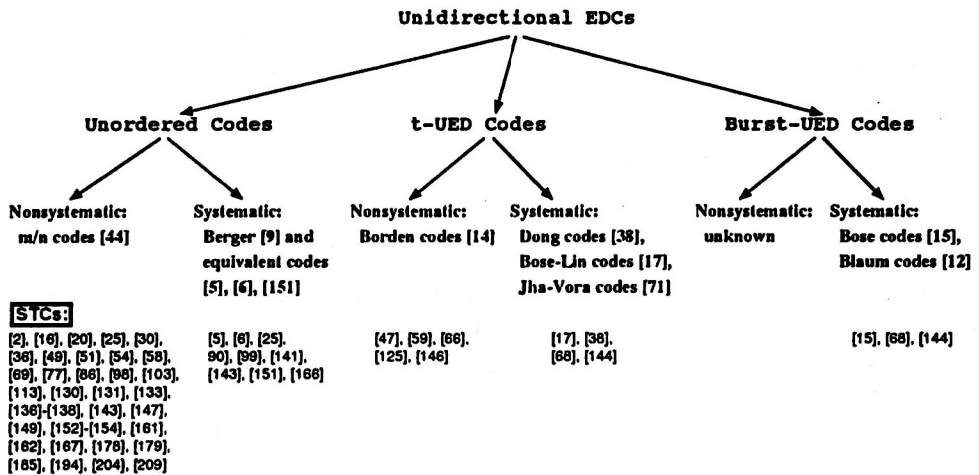 Unidirectional EDCs
Unordered Codes
t-UED Codes
Burst-UED Codes
Nonsystematic:
m/n codes [44]
Systematic:
Berger [9] and
equivalent codes
[5], [6], [151]
Nonsystematic:
Borden codes [14]
Systematic:
Dong codes [38],
Bose-Lin codes [17],
Jha-Vora codes [71]
Nonsystematic:
unknown
Systematic:
Bose codes [15],
Blaum codes [12]
STCs:
[2], [16], [20], [25], [30],
[36], [49], [51], [54], [58],
[69], [77], [86], [98], [103],
[113], [130], [131], [133],
[136]-[138], [143], [147],
[149], [152]-[154], [161],
[162], [167], [178], [179],
[185], [194], [204], [209]
[5], [6], [25],
90], [99], [141],
[143], [151], [166]
[47], [59], [66],
[125], [146]
[17], [38],
[68], [144]
[15], [68], [144]